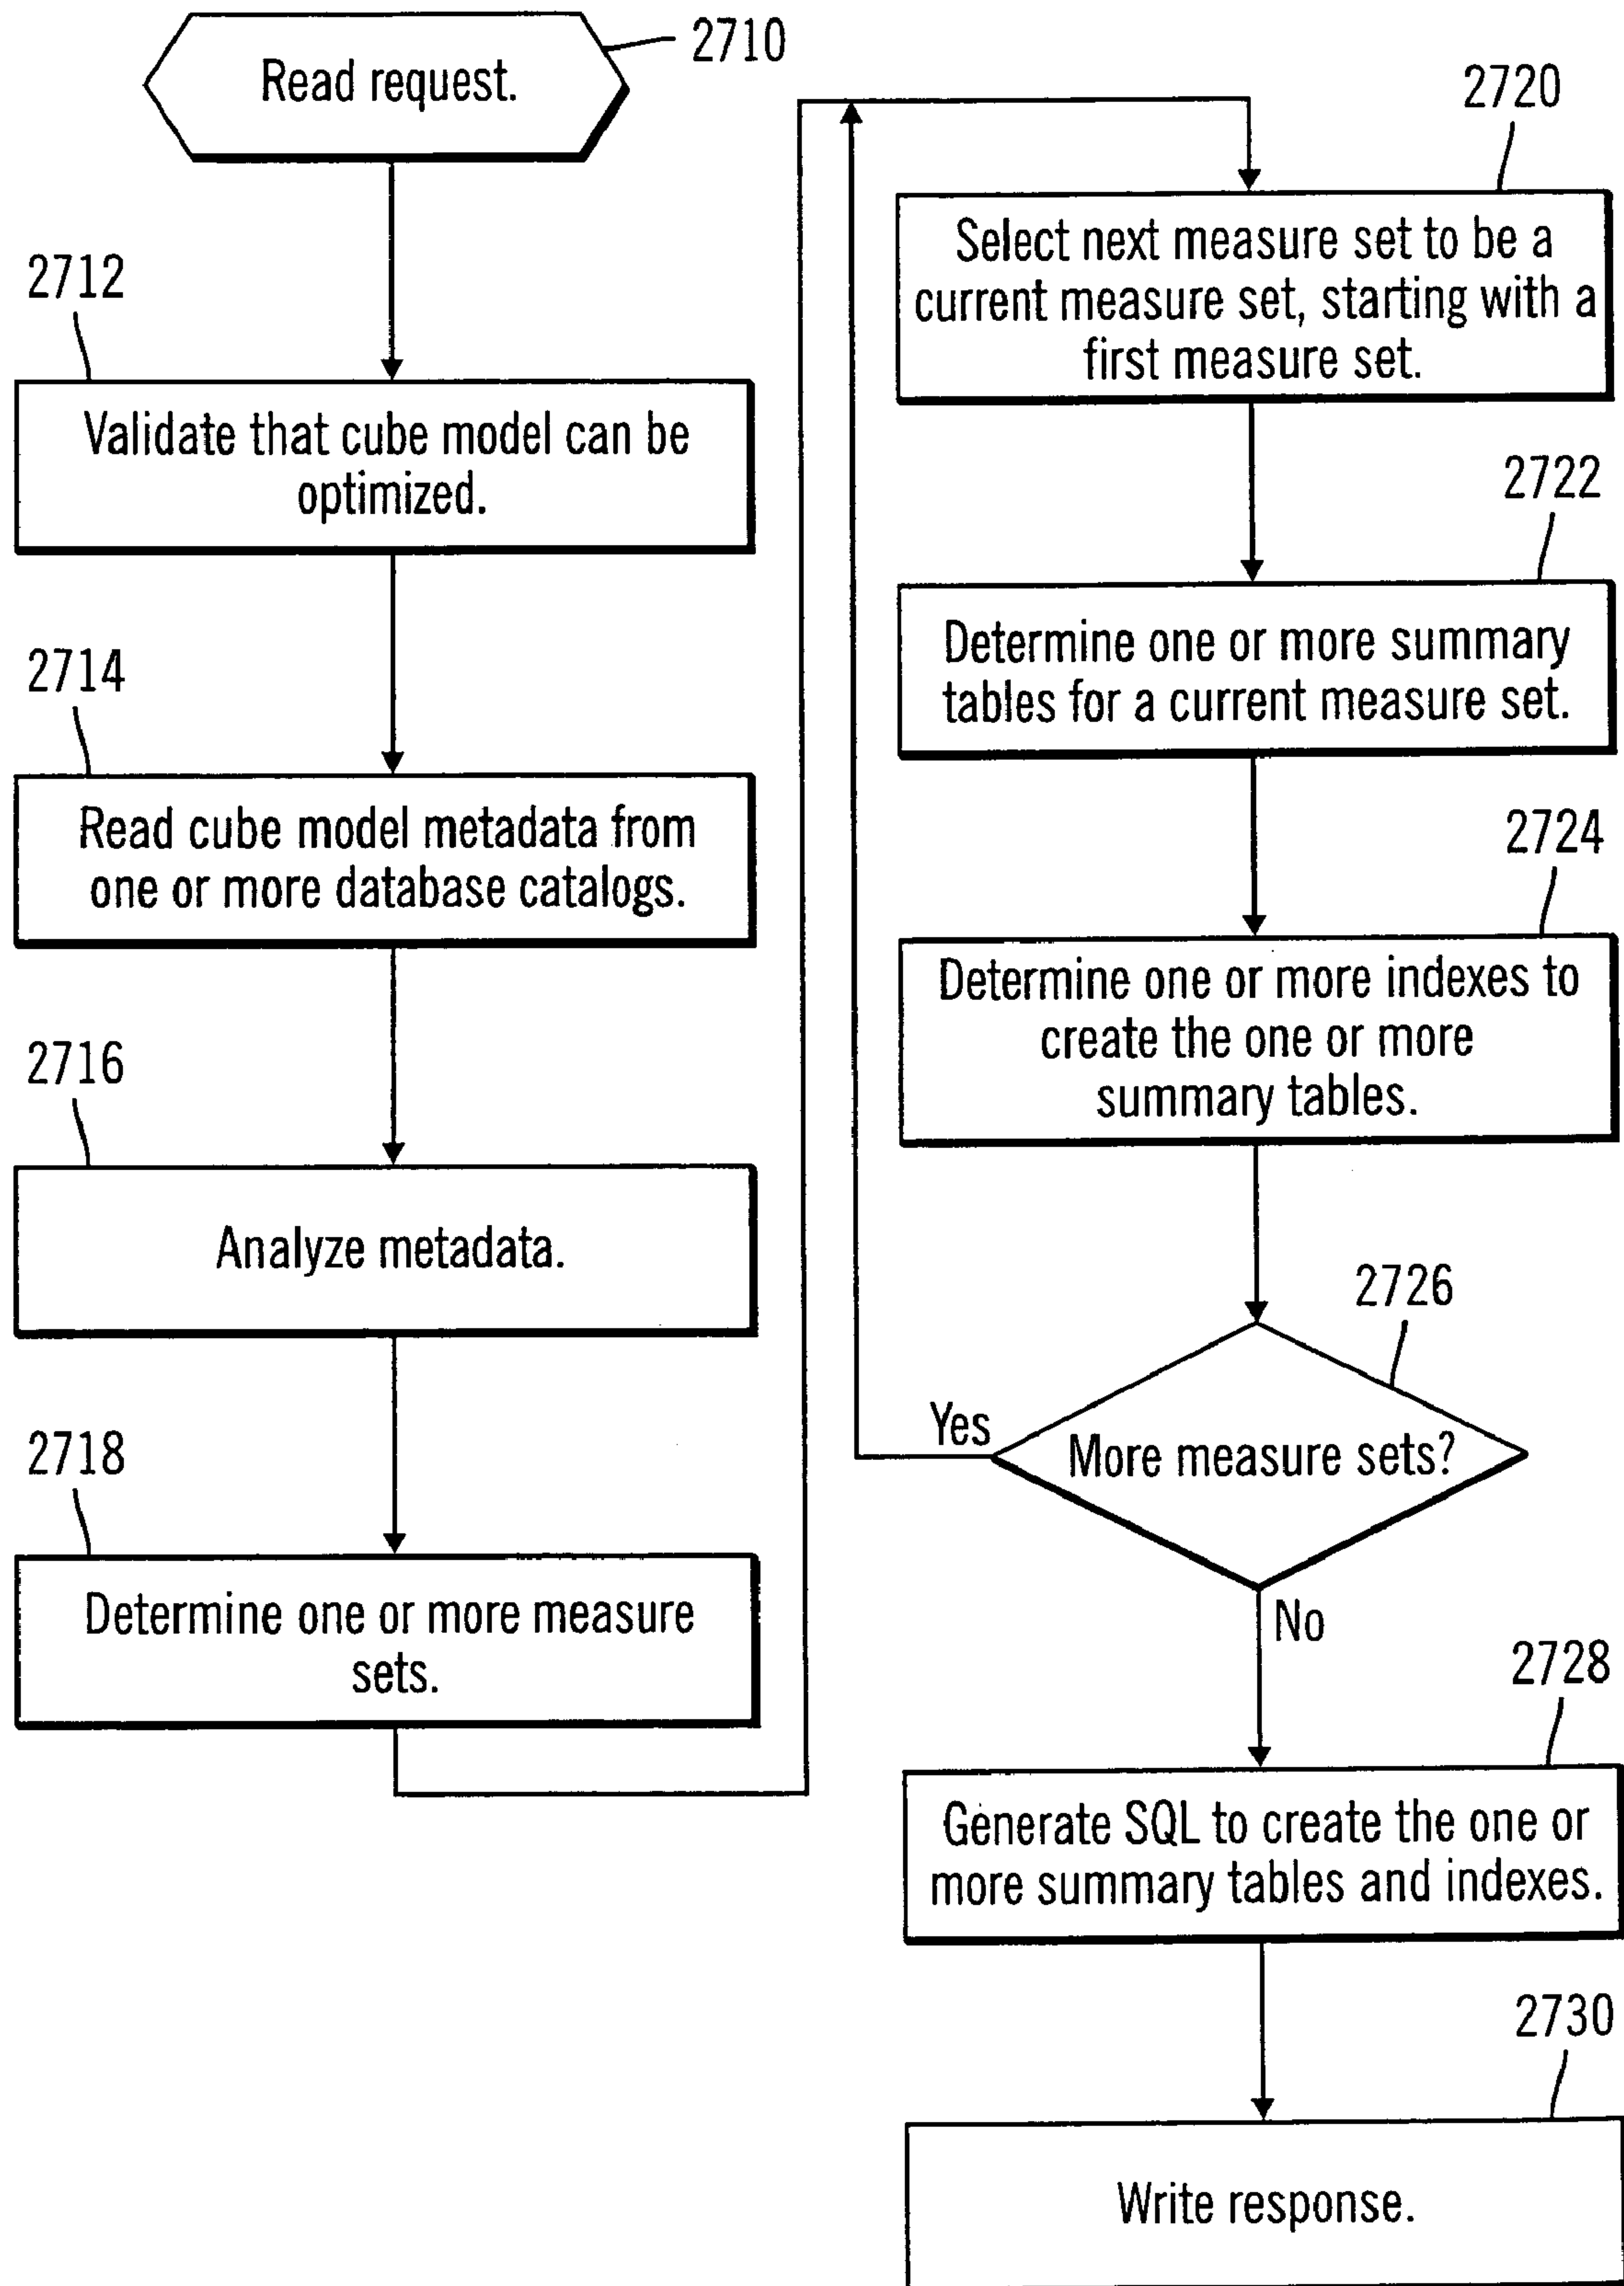 2710
Read request.
2712
Validate that cube model can be
optimized.
2714
Read cube model metadata from
one or more database catalogs.
2716
Analyze metadata.
2718
Determine one or more measure
sets.
2720
Select next measure set to be a
current measure set, starting with a
first measure set.
2722
Determine one or more summary
tables for a current measure set.
2724
Determine one or more indexes to
create the one or more
summary tables.
2726
Yes
More measure sets?
No
2728
Generate SQL to create the one or
more summary tables and indexes.
2730
Write response.